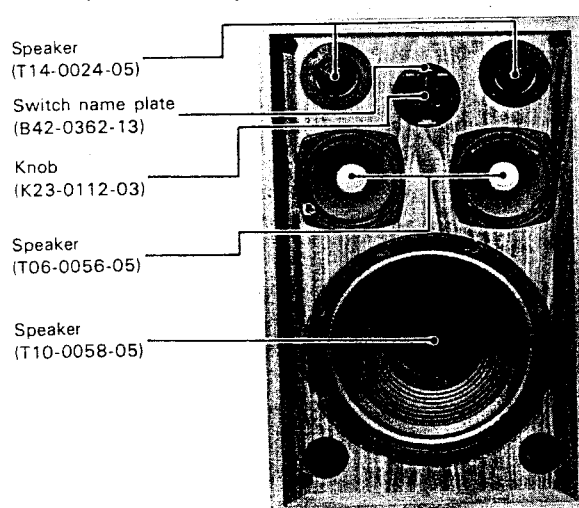 Speaker
(T14-0024-05)
Switch name plate
(B42-0362-13)
Knob
(K23-0112-03)
Speaker
(T06-0056-05)
Speaker
(T10-0058-05)